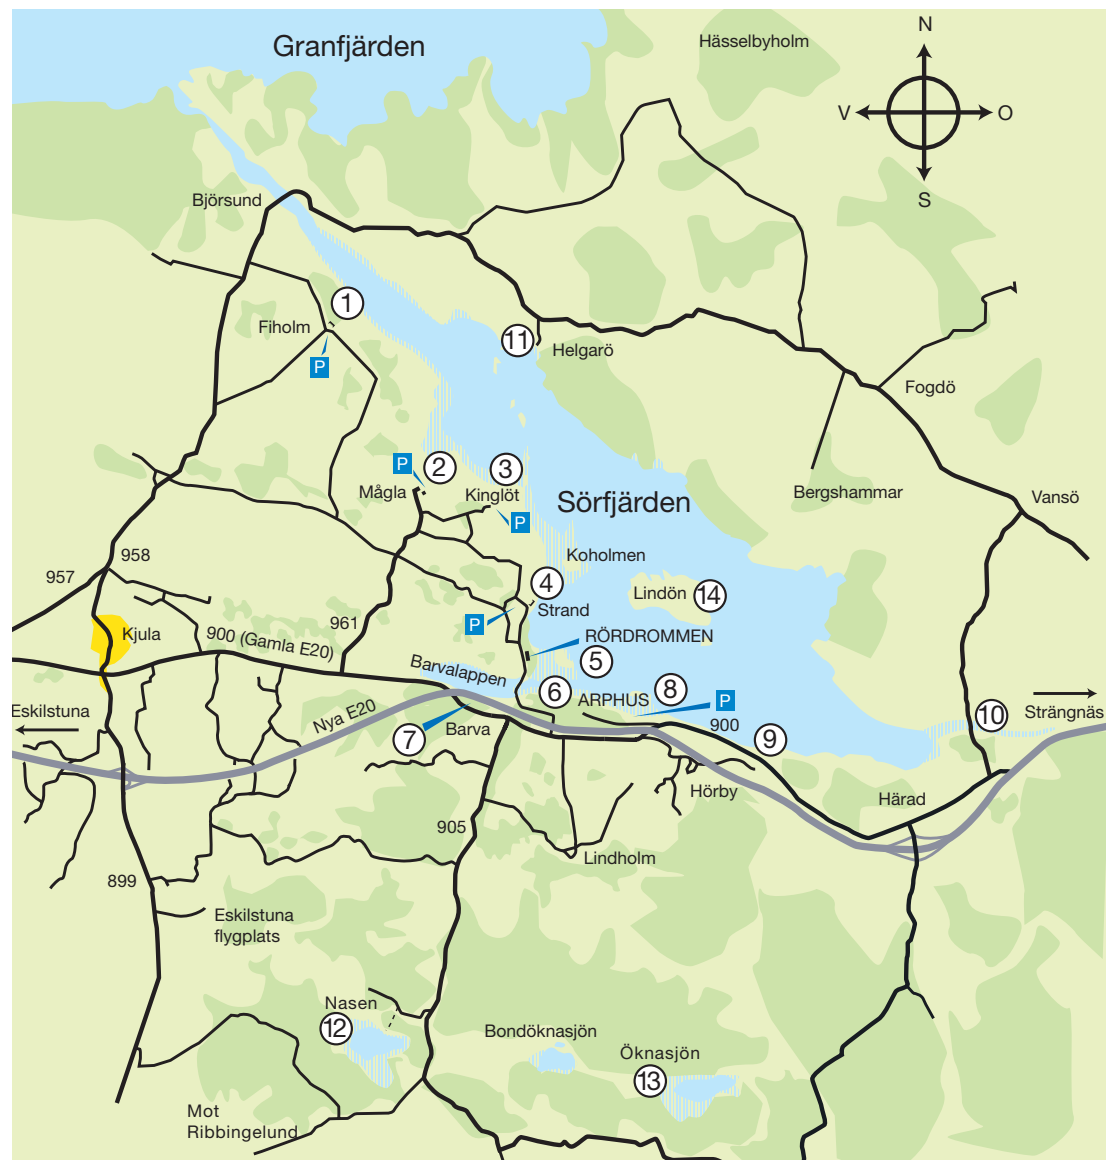 Granfjärden
Hässelbyholm
N
V
O
S
Björsund
1
Fiholm
P
11
Helgarö
Fogdö
P
2
3
Mågla
Kinglöt
P
Sörfjärden
Bergshammar
Vansö
958
957
Koholmen
4
Strand
Lindön
14
P
961
Kjula
900 (Gamla E20)
RÖRDROMMEN
Barvalappen
5
6
ARPHUS
8
P
Eskilstuna
Nya E20
7
Barva
900
9
10
Strängnäs
Hörby
Härad
905
Lindholm
899
Eskilstuna
flygplats
Nasen
12
Bondöknasjön
Öknasjön
13
Mot
Ribbingelund